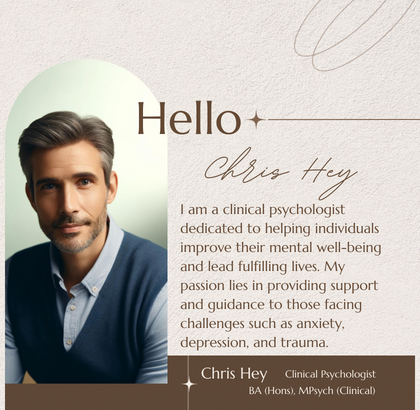 Hello
Chris Hey
I am a clinical psychologist
dedicated to helping individuals
improve their mental well-being
and lead fulfilling lives. My
passion lies in providing support
and guidance to those facing
challenges such as anxiety,
depression, and trauma.
Chris Hey Clinical Psychologist
BA (Hons), MPsych (Clinical)